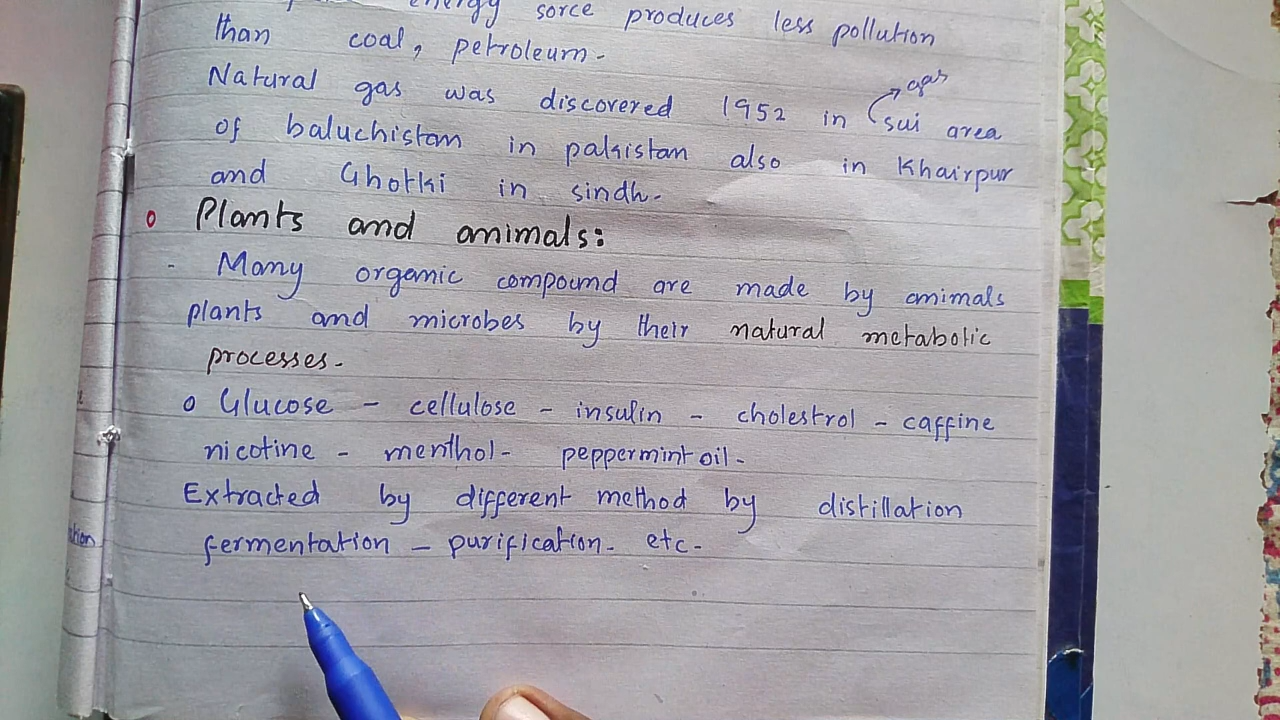 energy sorce produces less pollution
than coal, petroleum-
gas
Natural gas was discovered 1952 in sui area
of baluchistan in pakistan also in Khairpur
and Ghotki in sindh-
Plants and animals:
- Many organic compound are made by animals
plants and microbes by their natural metabolic
processes-
o Glucose - cellulose - insulin - cholestrol - caffine
nicotine - menthol- peppermint oil-
Extracted by different method by distillation
fermentation - purification- etc-